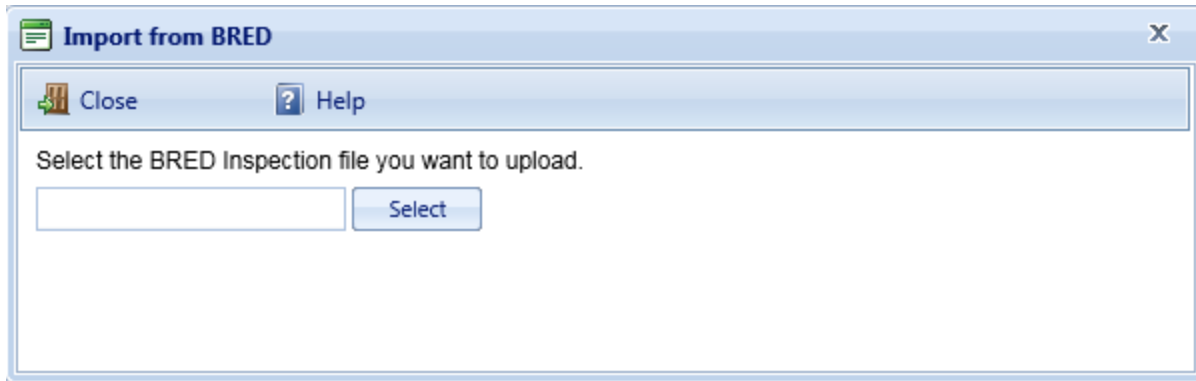 Import from BRED
Close Help
Select the BRED Inspection file you want to upload.
Select